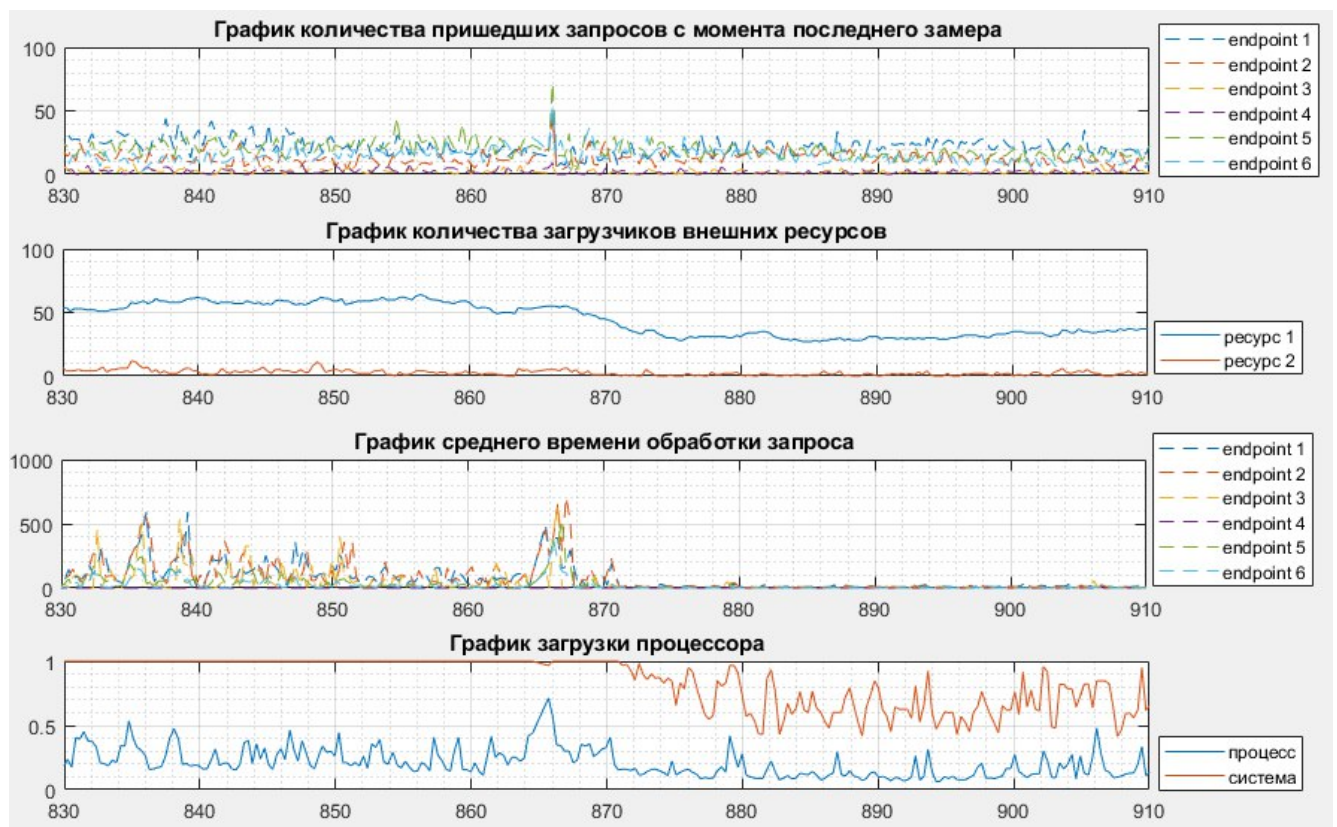 График количества пришедших запросов с момента последнего замера
100
50
0
830 840 850 860 870 880 890 900 910
endpoint 1
endpoint 2
endpoint 3
endpoint 4
endpoint 5
endpoint 6
График количества загрузчиков внешних ресурсов
100
50
0
830 840 850 860 870 880 890 900 910
ресурс 1
ресурс 2
График среднего времени обработки запроса
1000
500
0
830 840 850 860 870 880 890 900 910
endpoint 1
endpoint 2
endpoint 3
endpoint 4
endpoint 5
endpoint 6
График загрузки процессора
1
0.5
0
830 840 850 860 870 880 890 900 910
процесс
система